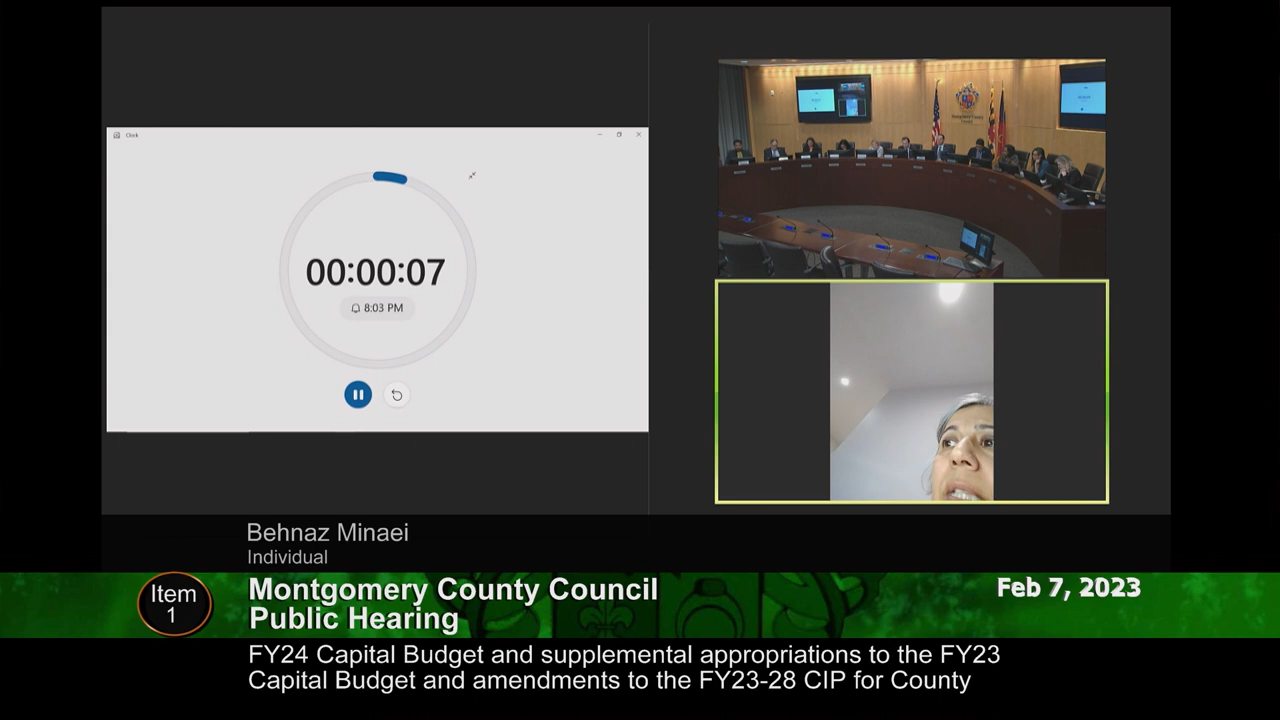 Clock
00:00:07
8:03 PM
Behnaz Minaei
Individual
Item
1
Montgomery County Council
Public Hearing
Feb 7, 2023
FY24 Capital Budget and supplemental appropriations to the FY23
Capital Budget and amendments to the FY23-28 CIP for County